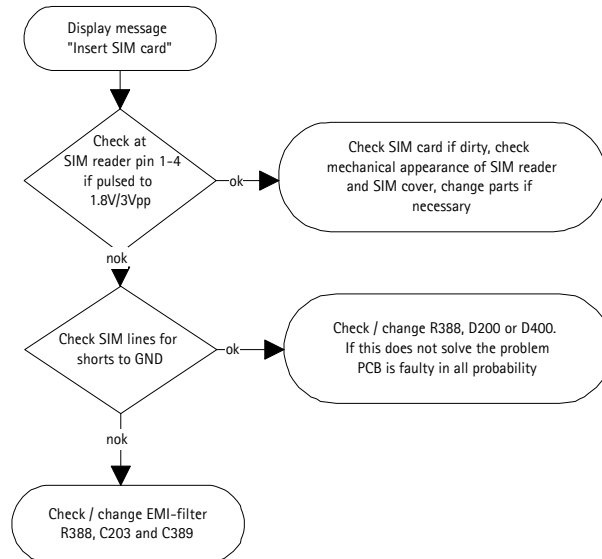 Display message
"Insert SIM card"
Check at
SIM reader pin 1-4
if pulsed to
1.8V/3Vpp
ok
Check SIM card if dirty, check
mechanical appearance of SIM reader
and SIM cover, change parts if
necessary
nok
Check SIM lines for
shorts to GND
ok
Check / change R388, D200 or D400.
If this does not solve the problem
PCB is faulty in all probability
nok
Check / change EMI-filter
R388, C203 and C389